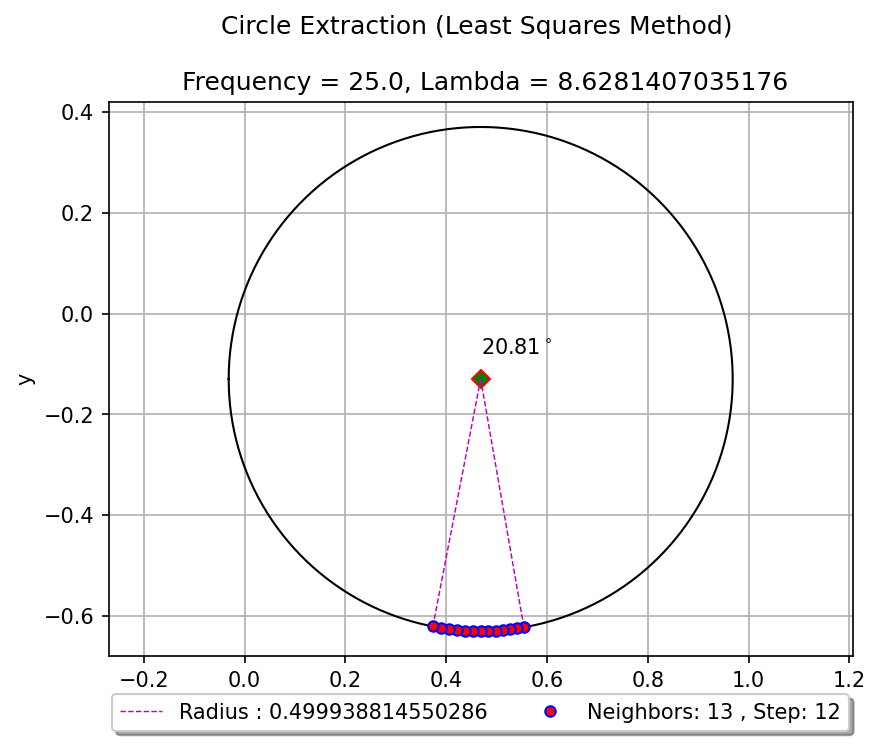 Circle Extraction (Least Squares Method)
Frequency = 25.0, Lambda = 8.6281407035176
0.4
0.2
0.0
−0.2
−0.4
−0.6
y
20.81°
−0.2 0.0 0.2 0.4 0.6 0.8 1.0 1.2
Radius : 0.499938814550286 Neighbors: 13 , Step: 12